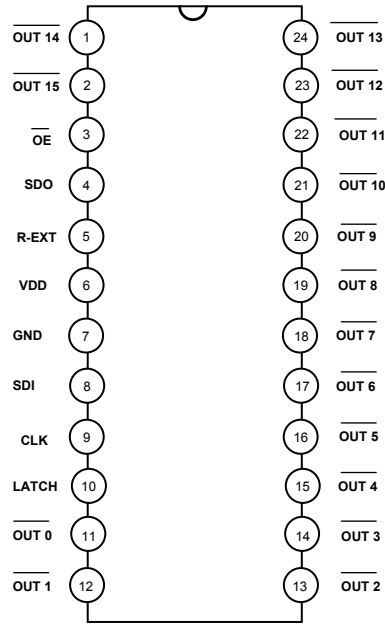 OUT 14 1 24 OUT 13
OUT 15 2 23 OUT 12
OE 3 22 OUT 11
SDO 4 21 OUT 10
R-EXT 5 20 OUT 9
VDD 6 19 OUT 8
GND 7 18 OUT 7
SDI 8 17 OUT 6
CLK 9 16 OUT 5
LATCH 10 15 OUT 4
OUT 0 11 14 OUT 3
OUT 1 12 13 OUT 2